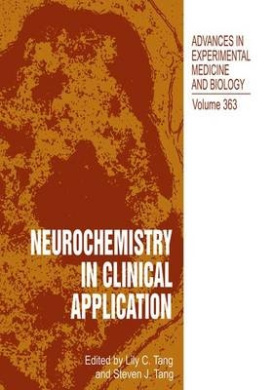 ADVANCES IN
EXPERIMENTAL
MEDICINE
AND BIOLOGY
Volume 363
NEUROCHEMISTRY
IN CLINICAL
APPLICATION
Edited by Lily C. Tang
and Steven J. Tang